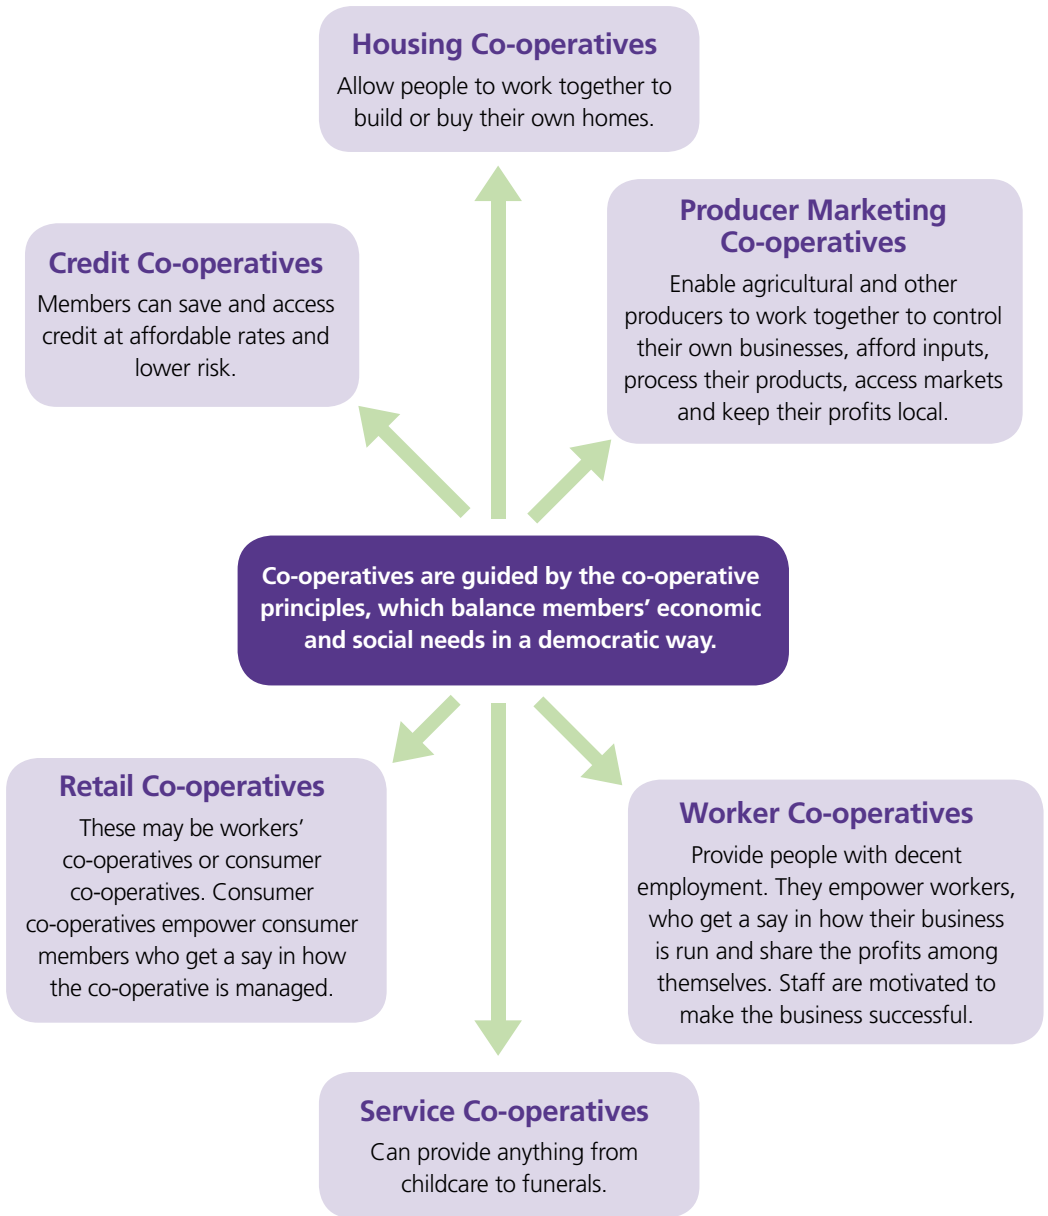 Housing Co-operatives
Allow people to work together to
build or buy their own homes.
Producer Marketing
Co-operatives
Enable agricultural and other
producers to work together to control
their own businesses, afford inputs,
process their products, access markets
and keep their profits local.
Credit Co-operatives
Members can save and access
credit at affordable rates and
lower risk.
Co-operatives are guided by the co-operative
principles, which balance members’ economic
and social needs in a democratic way.
Retail Co-operatives
These may be workers’
co-operatives or consumer
co-operatives. Consumer
co-operatives empower consumer
members who get a say in how
the co-operative is managed.
Worker Co-operatives
Provide people with decent
employment. They empower workers,
who get a say in how their business
is run and share the profits among
themselves. Staff are motivated to
make the business successful.
Service Co-operatives
Can provide anything from
childcare to funerals.